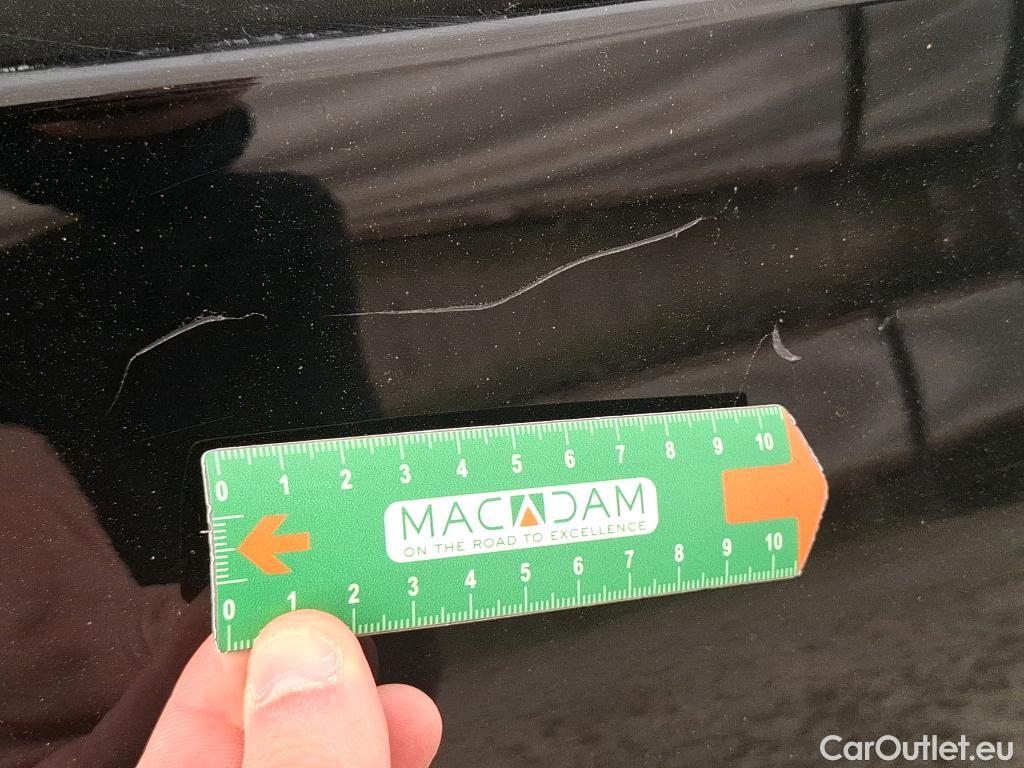 0 1 2 3 4 5 6 7 8 9 10
MACADAM
ON THE ROAD TO EXCELLENCE
0 1 2 3 4 5 6 7 8 9 10
CarOutlet.eu